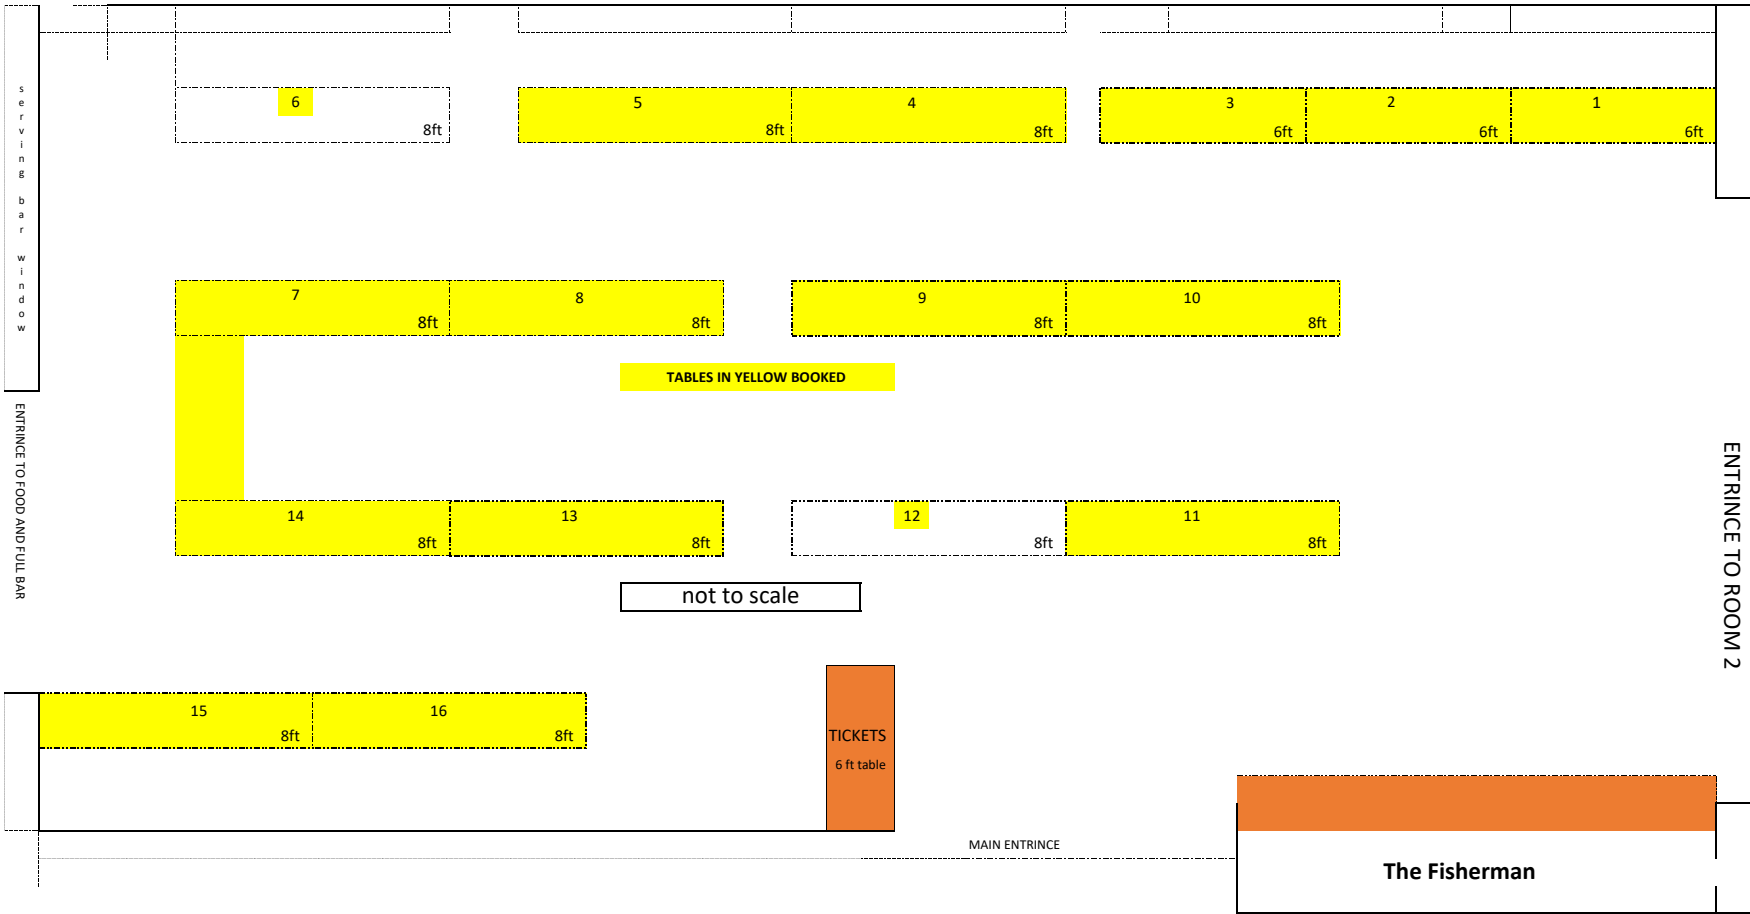 serving bar window
6
8ft
5
8ft
4
8ft
3
6ft
2
6ft
1
6ft
7
8ft
8
8ft
9
8ft
10
8ft
TABLES IN YELLOW BOOKED
ENTRINCE TO FOOD AND FULL BAR
ENTRINCE TO ROOM 2
14
8ft
13
8ft
12
8ft
11
8ft
not to scale
15
8ft
16
8ft
TICKETS
6 ft table
MAIN ENTRINCE
The Fisherman